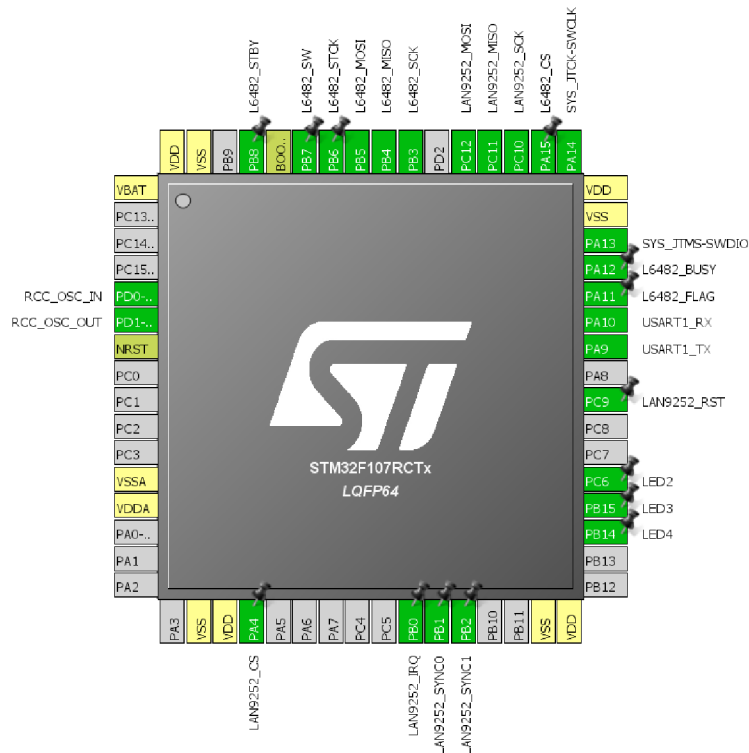 L6482_STBY
L6482_SW
L6482_STCK
L6482_MOSI
L6482_MISO
L6482_SCK
LAN9252_MOSI
LAN9252_MISO
LAN9252_SCK
L6482_CS
SYS_JTCK-SWCLK
VDD
VSS
PB9
PB8
BOO..
PB7
PB6
PB5
PB4
PB3
PD2
PC12
PC11
PC10
PA15
PA14
VBAT
PC13..
PC14..
PC15..
RCC_OSC_IN PD0-..
RCC_OSC_OUT PD1-..
NRST
PC0
PC1
PC2
PC3
VSSA
VDDA
PA0-..
PA1
PA2
ST
STM32F107RCTx
LQFP64
VDD
VSS
PA13 SYS_JTMS-SWDIO
PA12 L6482_BUSY
PA11 L6482_FLAG
PA10 USART1_RX
PA9 USART1_TX
PA8
PC9 LAN9252_RST
PC8
PC7
PC6 LED2
PB15 LED3
PB14 LED4
PB13
PB12
PA3
VSS
VDD
PA4
PA5
PA6
PA7
PC4
PC5
PB0
PB1
PB2
PB10
PB11
VSS
VDD
LAN9252_CS
LAN9252_IRQ
LAN9252_SYNC0
LAN9252_SYNC1